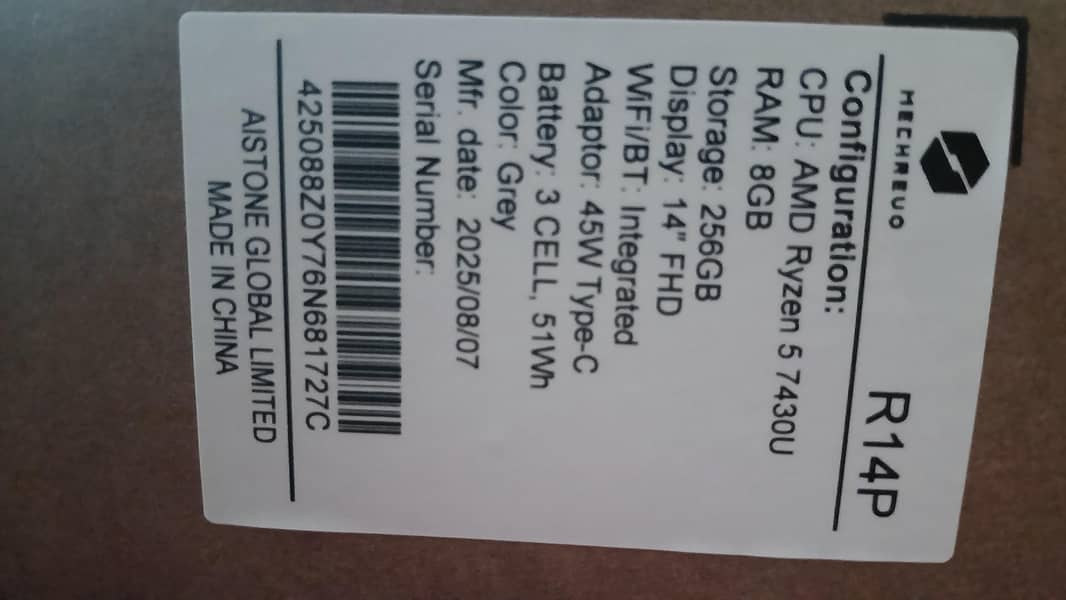 MECHREUO
R14P
Configuration:
CPU: AMD Ryzen 5 7430U
RAM: 8GB
Storage: 256GB
Display: 14" FHD
WiFi/BT: Integrated
Adaptor: 45W Type-C
Battery: 3 CELL, 51Wh
Color: Grey
Mfr. date: 2025/08/07
Serial Number:
425088Z0Y76N681727C
AISTONE GLOBAL LIMITED
MADE IN CHINA